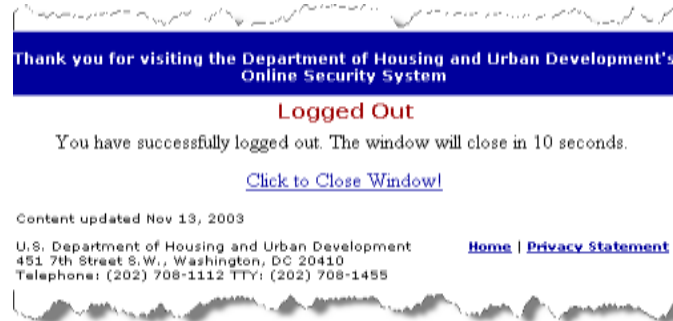 Thank you for visiting the Department of Housing and Urban Development's
Online Security System
Logged Out
You have successfully logged out. The window will close in 10 seconds.
Click to Close Window!
Content updated Nov 13, 2003
U.S. Department of Housing and Urban Development
451 7th Street S.W., Washington, DC 20410
Telephone: (202) 708-1112 TTY: (202) 708-1455
Home | Privacy Statement